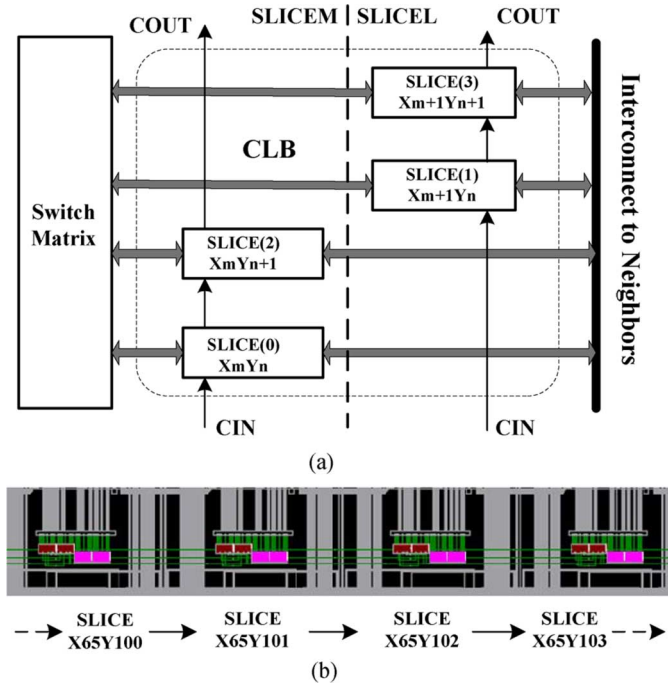 COUT
SLICEM
SLICEL
COUT
SLICE(3)
Xm+1Yn+1
CLB
SLICE(1)
Xm+1Yn
Switch
Matrix
SLICE(2)
XmYn+1
SLICE(0)
XmYn
Interconnect to Neighbors
CIN
CIN
(a)
SLICE
X65Y100
SLICE
X65Y101
SLICE
X65Y102
SLICE
X65Y103
(b)